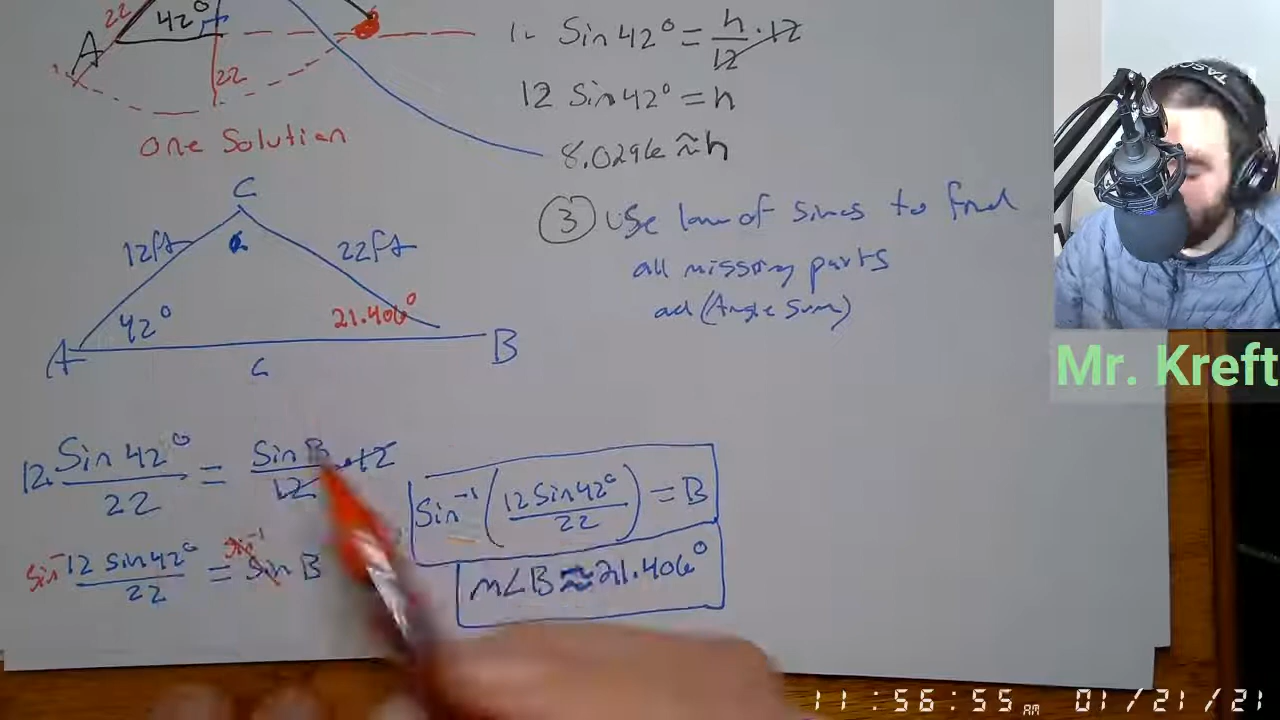 22
42°
A
22
One Solution
12 Sin 42° = h/12 · 12
12 Sin 42° = h
8.0296 ≈ h
C
12ft
22ft
42°
21.406°
A
B
c
③ Use law of sines to find
all missing parts
and (Angle Sum)
12 · Sin 42°/22 = Sin B/12 · 12
Sin⁻¹ 12 Sin 42°/22 = Sin⁻¹ Sin B
Sin⁻¹ (12 Sin 42°/22) = B
m∠B ≈ 21.406°
TASC
Mr. Kreft
11:56:55 AM 01/21/21